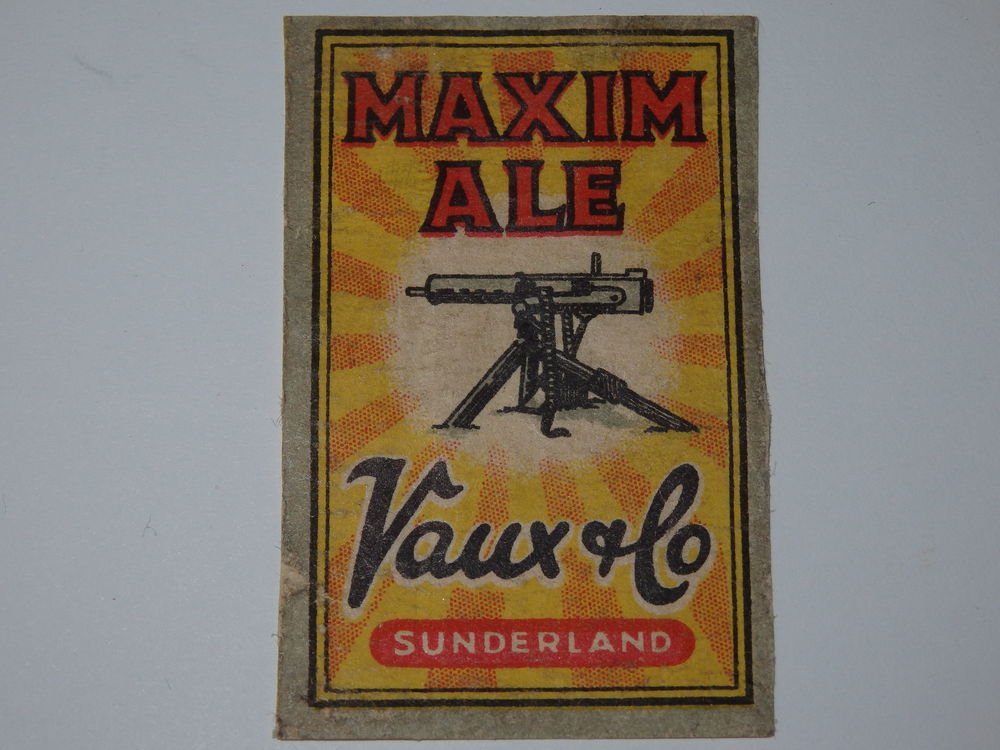 MAXIM
ALE
Vaux & Co
SUNDERLAND